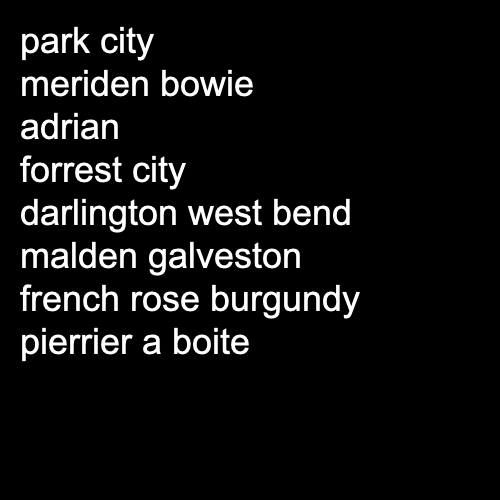 park city
meriden bowie
adrian
forrest city
darlington west bend
malden galveston
french rose burgundy
pierrier a boite